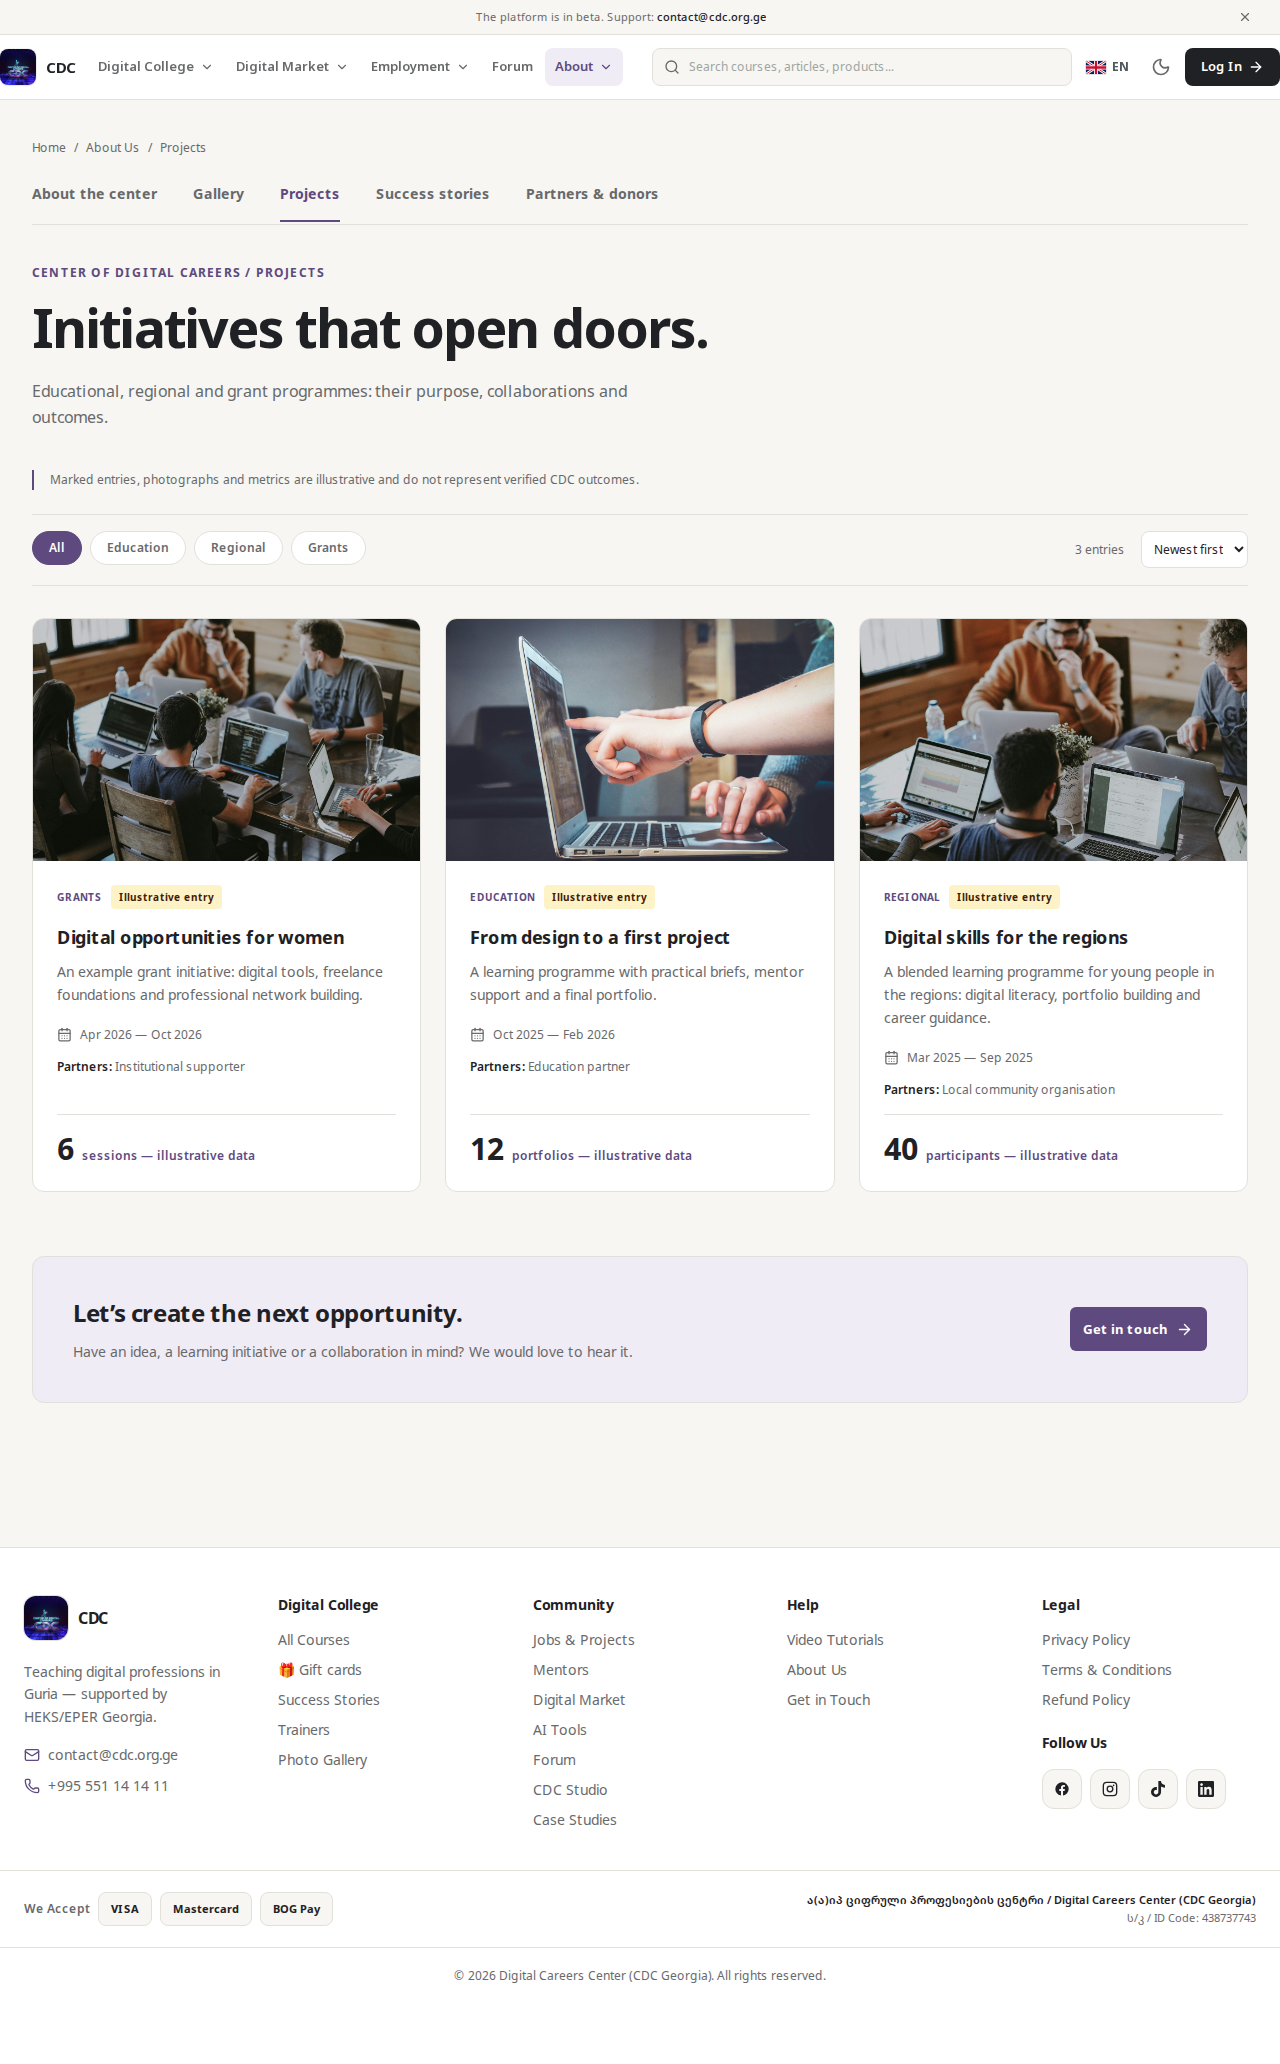 The platform is in beta. Support: contact@cdc.org.ge
CDC
Digital College
Digital Market
Employment
Forum
About
Search courses, articles, products...
EN
Log In
Home / About Us / Projects
About the center
Gallery
Projects
Success stories
Partners & donors
CENTER OF DIGITAL CAREERS / PROJECTS
Initiatives that open doors.
Educational, regional and grant programmes: their purpose, collaborations and
outcomes.
Marked entries, photographs and metrics are illustrative and do not represent verified CDC outcomes.
All
Education
Regional
Grants
3 entries
Newest first
GRANTS
Illustrative entry
Digital opportunities for women
An example grant initiative: digital tools, freelance
foundations and professional network building.
Apr 2026 — Oct 2026
Partners: Institutional supporter
6 sessions — illustrative data
EDUCATION
Illustrative entry
From design to a first project
A learning programme with practical briefs, mentor
support and a final portfolio.
Oct 2025 — Feb 2026
Partners: Education partner
12 portfolios — illustrative data
REGIONAL
Illustrative entry
Digital skills for the regions
A blended learning programme for young people in
the regions: digital literacy, portfolio building and
career guidance.
Mar 2025 — Sep 2025
Partners: Local community organisation
40 participants — illustrative data
Let’s create the next opportunity.
Have an idea, a learning initiative or a collaboration in mind? We would love to hear it.
Get in touch
CDC
Teaching digital professions in
Guria — supported by
HEKS/EPER Georgia.
contact@cdc.org.ge
+995 551 14 14 11
Digital College
All Courses
🎁 Gift cards
Success Stories
Trainers
Photo Gallery
Community
Jobs & Projects
Mentors
Digital Market
AI Tools
Forum
CDC Studio
Case Studies
Help
Video Tutorials
About Us
Get in Touch
Legal
Privacy Policy
Terms & Conditions
Refund Policy
Follow Us
We Accept
VISA
Mastercard
BOG Pay
ა(ა)იპ ციფრული პროფესიების ცენტრი / Digital Careers Center (CDC Georgia)
ს/კ / ID Code: 438737743
© 2026 Digital Careers Center (CDC Georgia). All rights reserved.